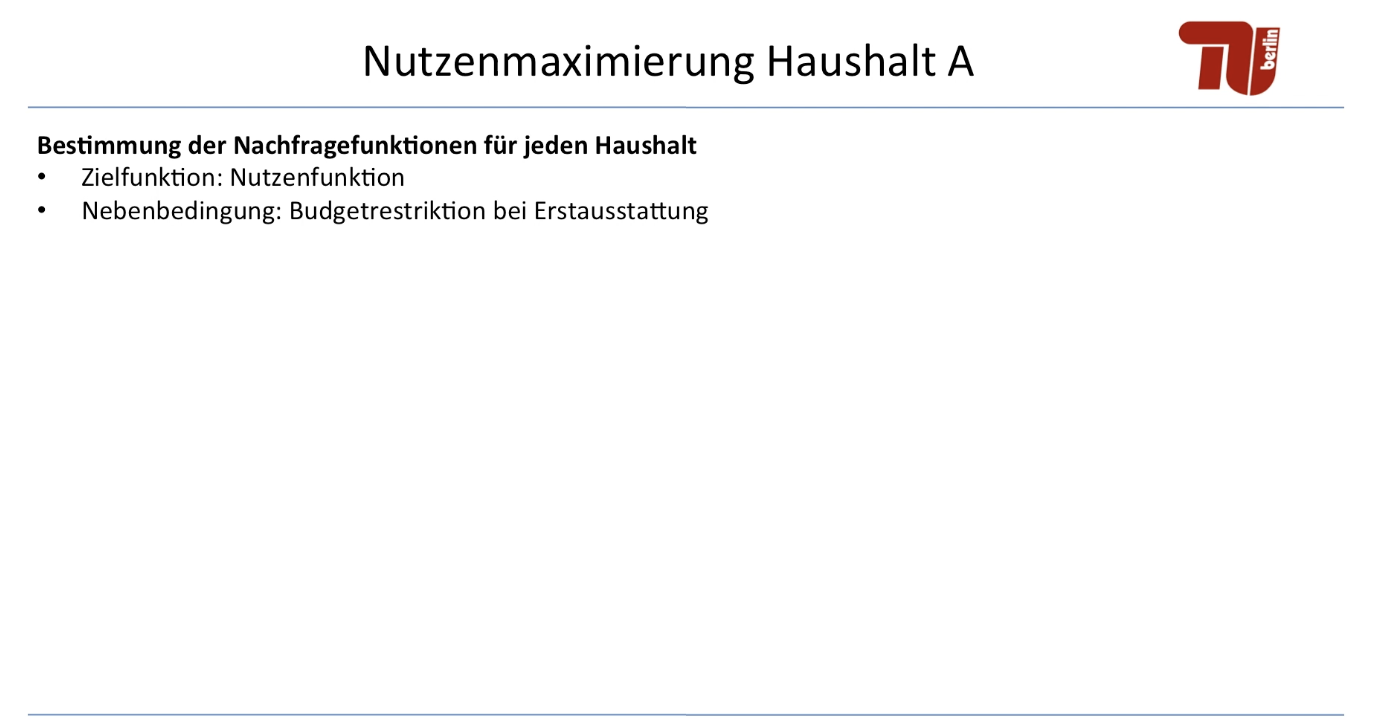 Nutzenmaximierung Haushalt A
berlin
Bestimmung der Nachfragefunktionen für jeden Haushalt
• Zielfunktion: Nutzenfunktion
• Nebenbedingung: Budgetrestriktion bei Erstausstattung